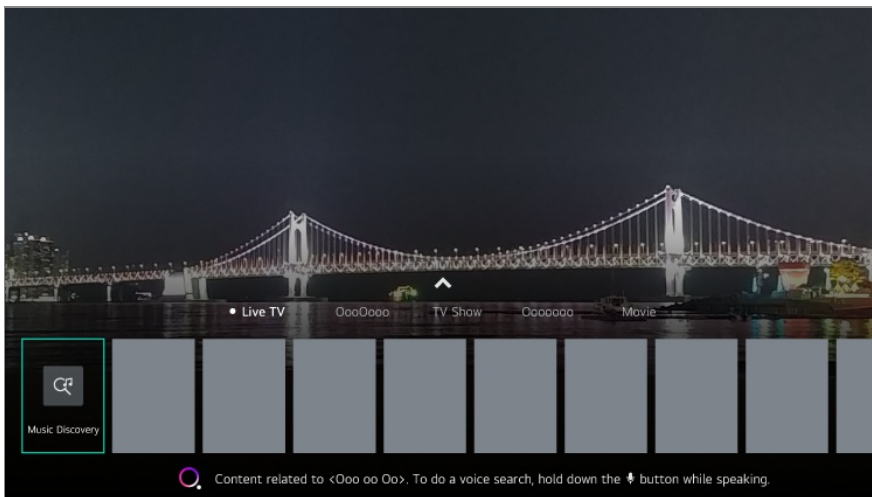 Live TV OooOooo TV Show Ooooooo Movie
Music Discovery
Content related to <Ooo oo Oo>. To do a voice search, hold down the button while speaking.